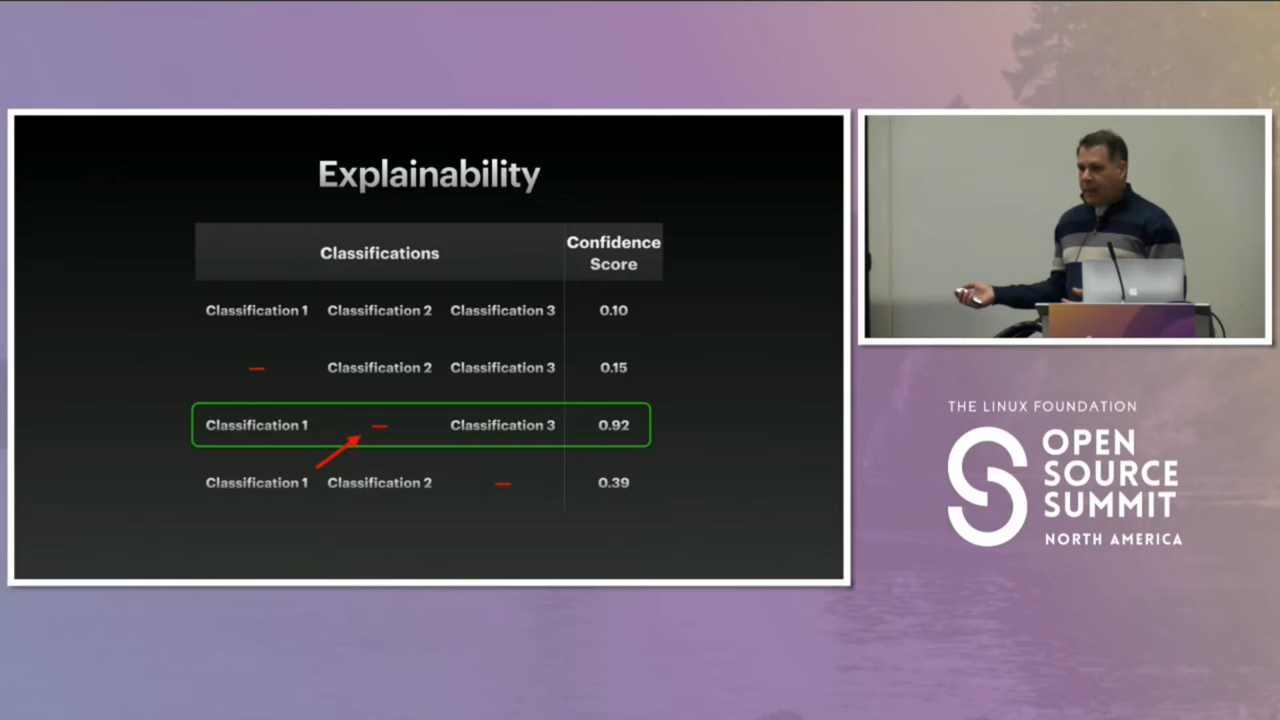 Explainability
Classifications
Confidence
Score
Classification 1 Classification 2 Classification 3 0.10
— Classification 2 Classification 3 0.15
Classification 1 — Classification 3 0.92
Classification 1 Classification 2 — 0.39
THE LINUX FOUNDATION
OPEN
SOURCE
SUMMIT
NORTH AMERICA